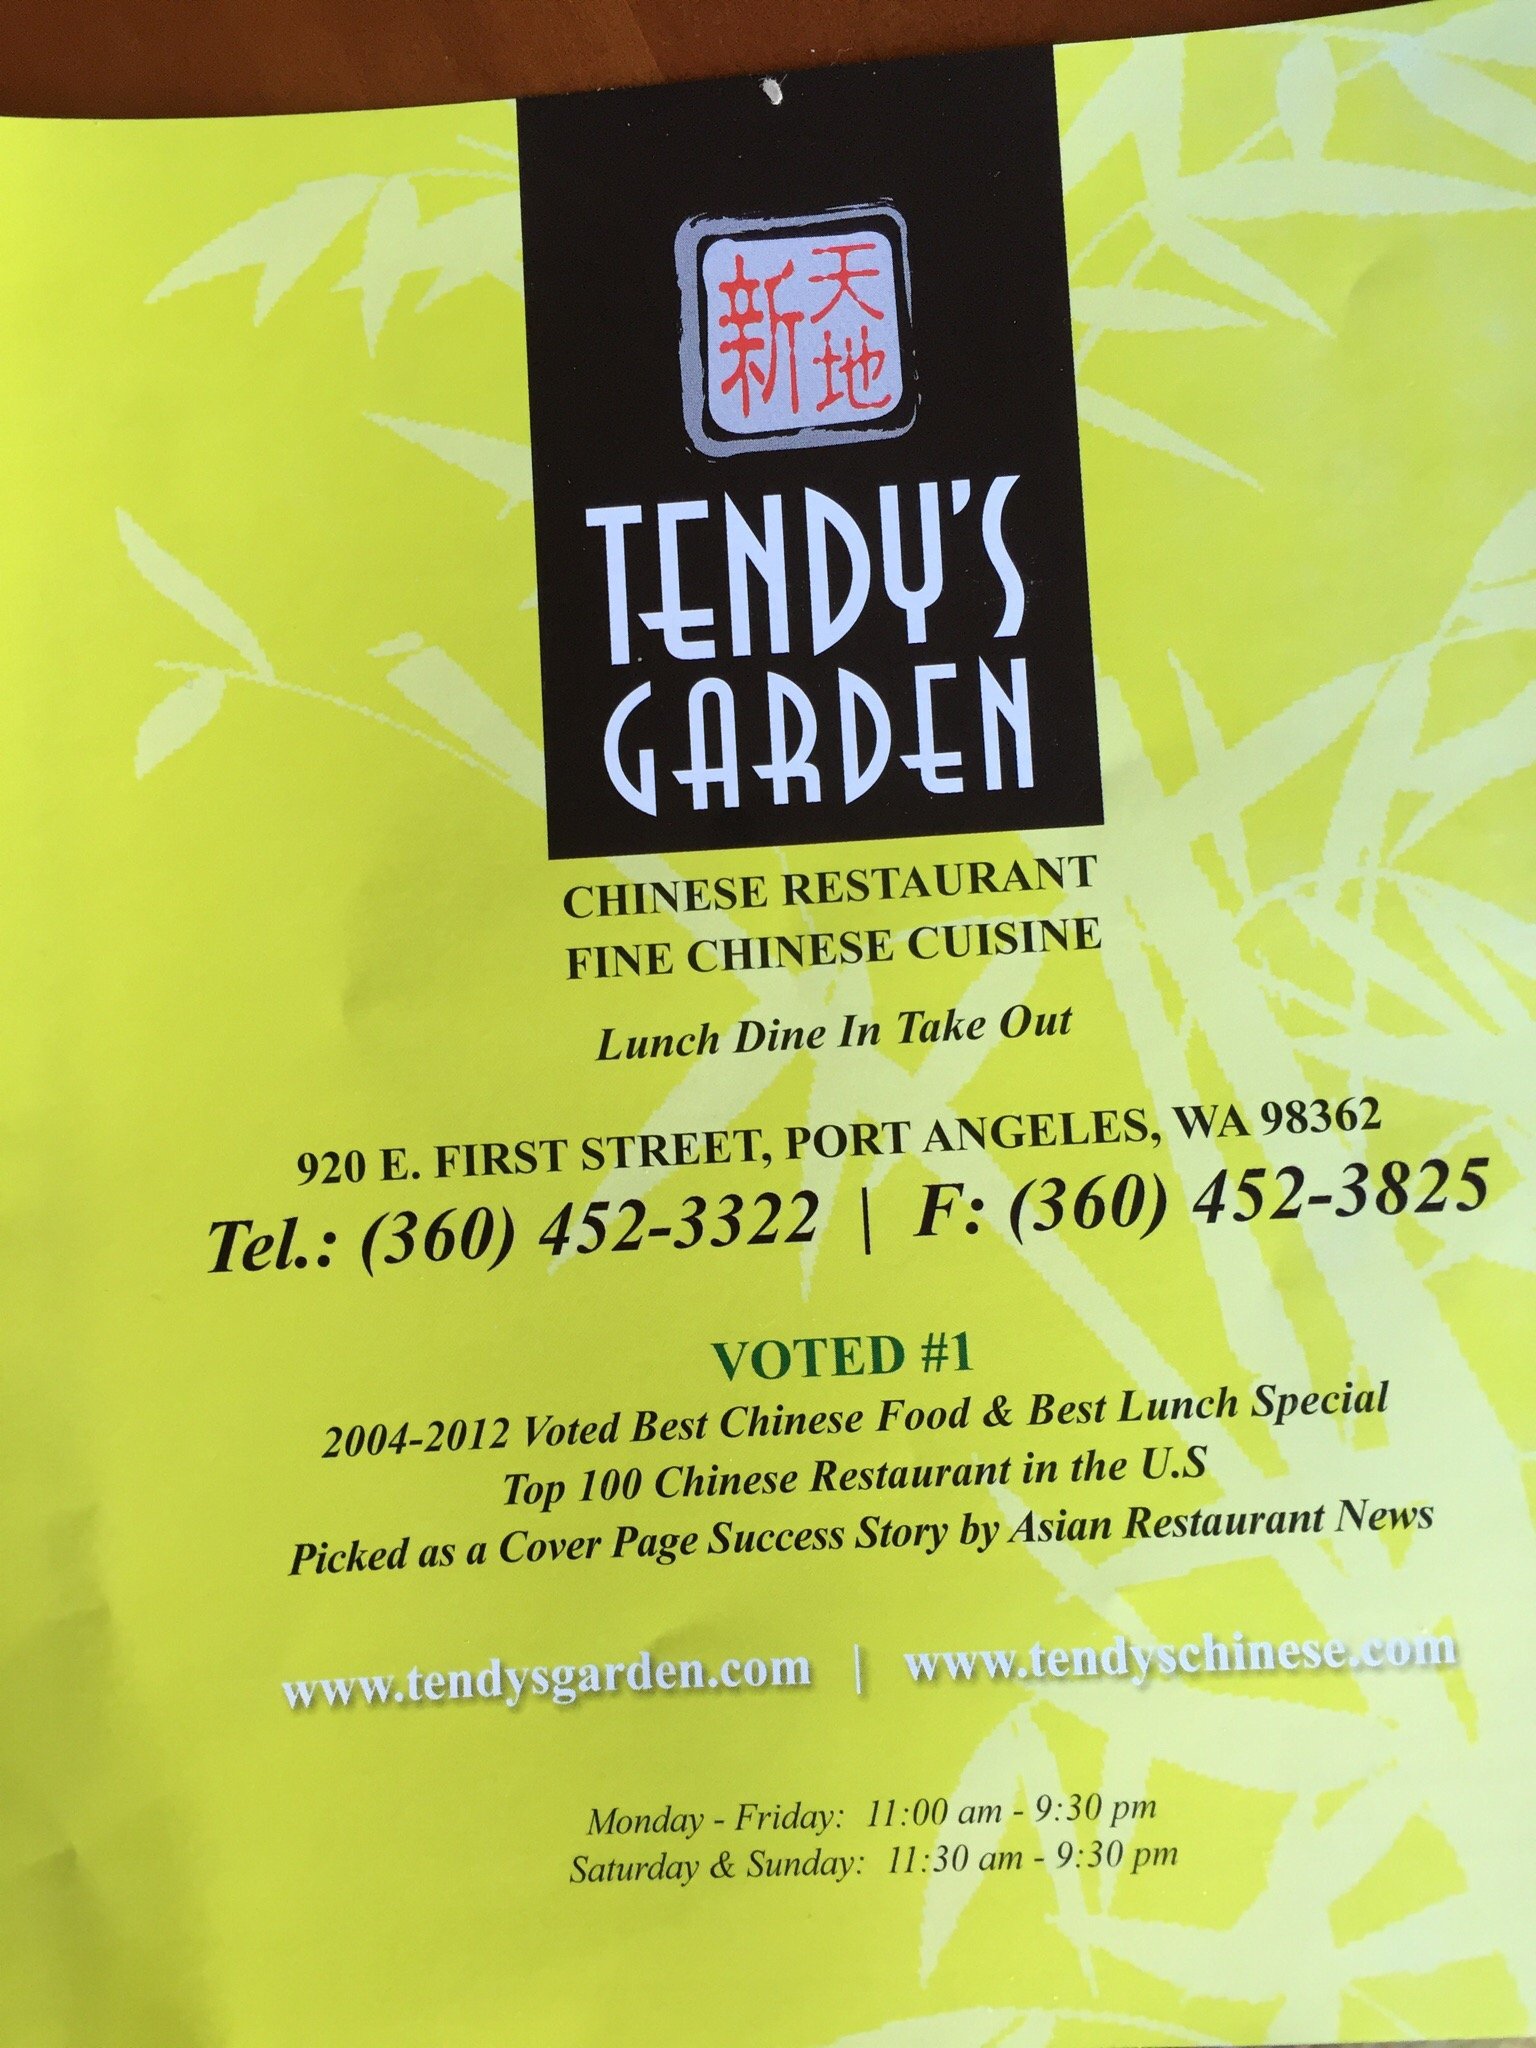 新天地
TENDY'S
GARDEN
CHINESE RESTAURANT
FINE CHINESE CUISINE
Lunch Dine In Take Out
920 E. FIRST STREET, PORT ANGELES, WA 98362
Tel.: (360) 452-3322 | F: (360) 452-3825
VOTED #1
2004-2012 Voted Best Chinese Food & Best Lunch Special
Top 100 Chinese Restaurant in the U.S
Picked as a Cover Page Success Story by Asian Restaurant News
www.tendysgarden.com | www.tendyschinese.com
Monday - Friday: 11:00 am - 9:30 pm
Saturday & Sunday: 11:30 am - 9:30 pm